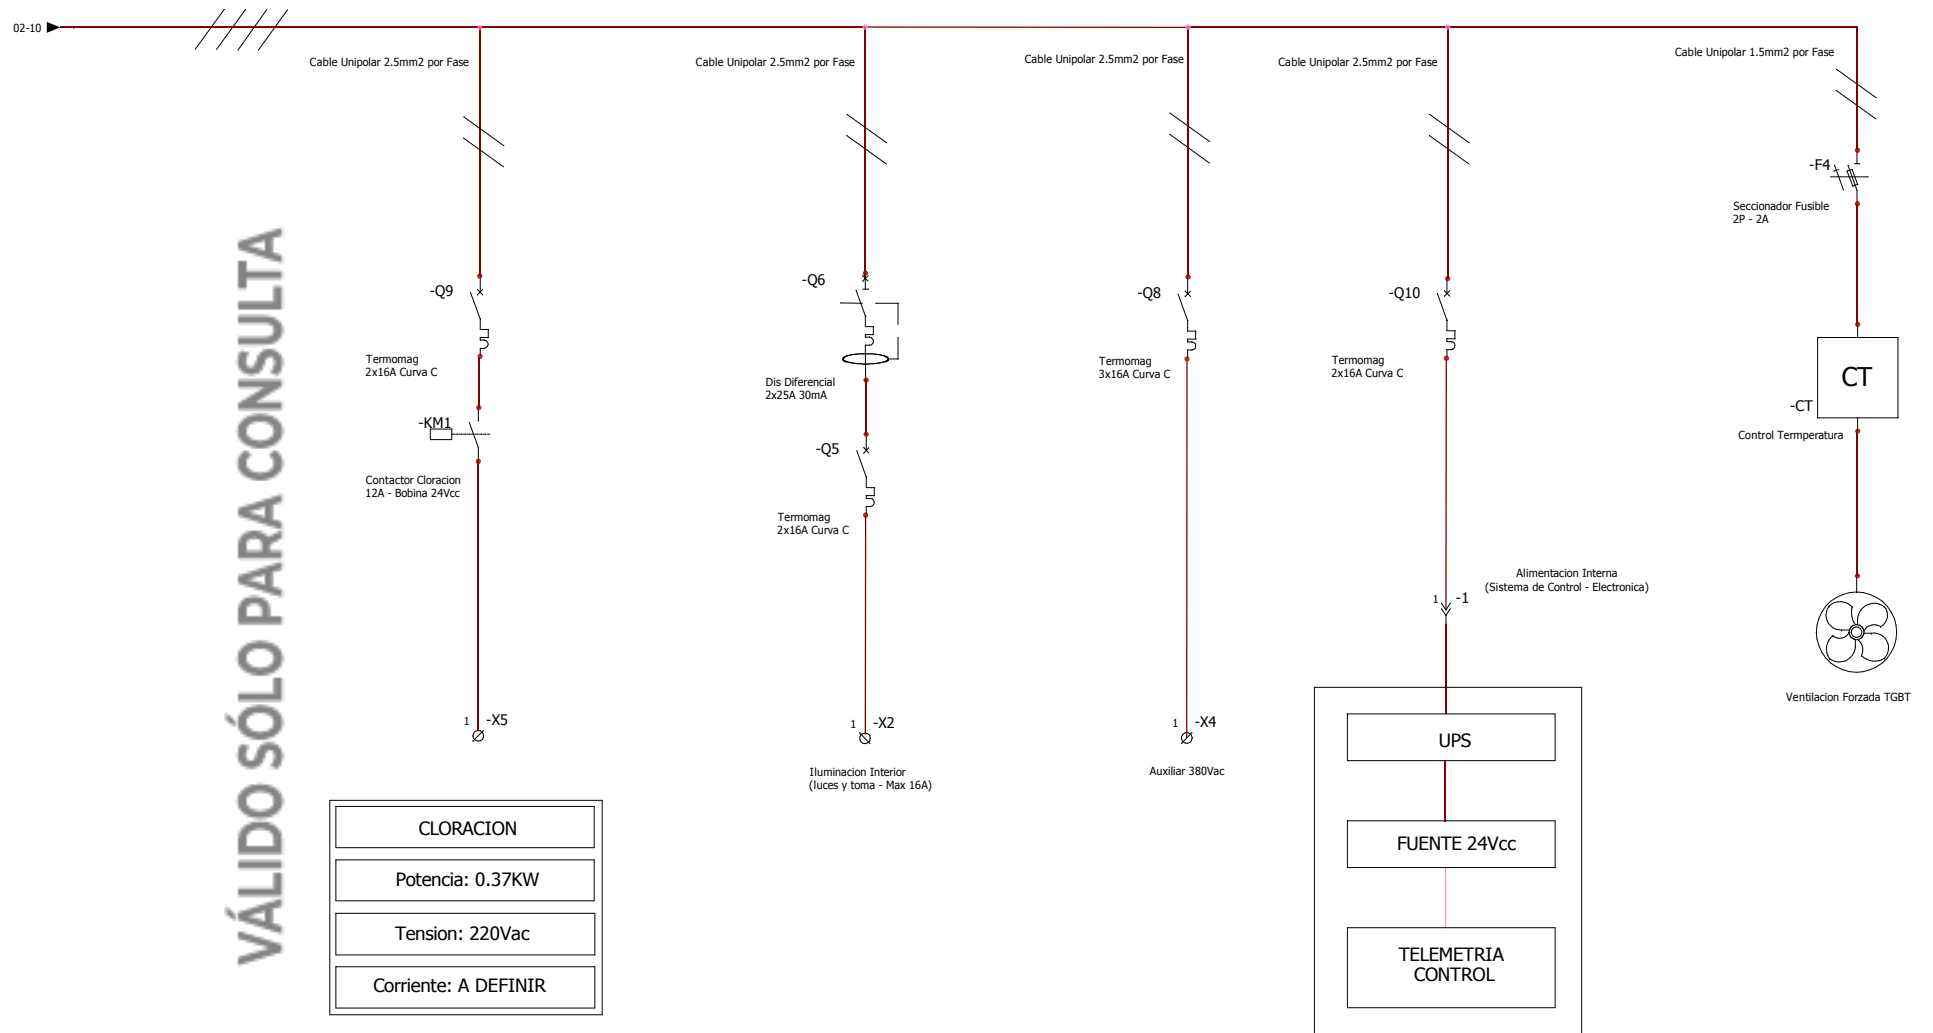 02-10
Cable Unipolar 2.5mm2 por Fase
Cable Unipolar 2.5mm2 por Fase
Cable Unipolar 2.5mm2 por Fase
Cable Unipolar 2.5mm2 por Fase
Cable Unipolar 1.5mm2 por Fase
VÁLIDO SÓLO PARA CONSULTA
-Q9
Termomag
2x16A Curva C
-KM1
Contactor Cloracion
12A - Bobina 24Vcc
1 -X5
CLORACION
Potencia: 0.37KW
Tension: 220Vac
Corriente: A DEFINIR
-Q6
Dis Diferencial
2x25A 30mA
-Q5
Termomag
2x16A Curva C
1 -X2
Iluminacion Interior
(luces y toma - Max 16A)
-Q8
Termomag
3x16A Curva C
1 -X4
Auxiliar 380Vac
-Q10
Termomag
2x16A Curva C
Alimentacion Interna
(Sistema de Control - Electronica)
1 -1
UPS
FUENTE 24Vcc
TELEMETRIA
CONTROL
-F4
Seccionador Fusible
2P - 2A
CT
-CT
Control Termperatura
Ventilacion Forzada TGBT